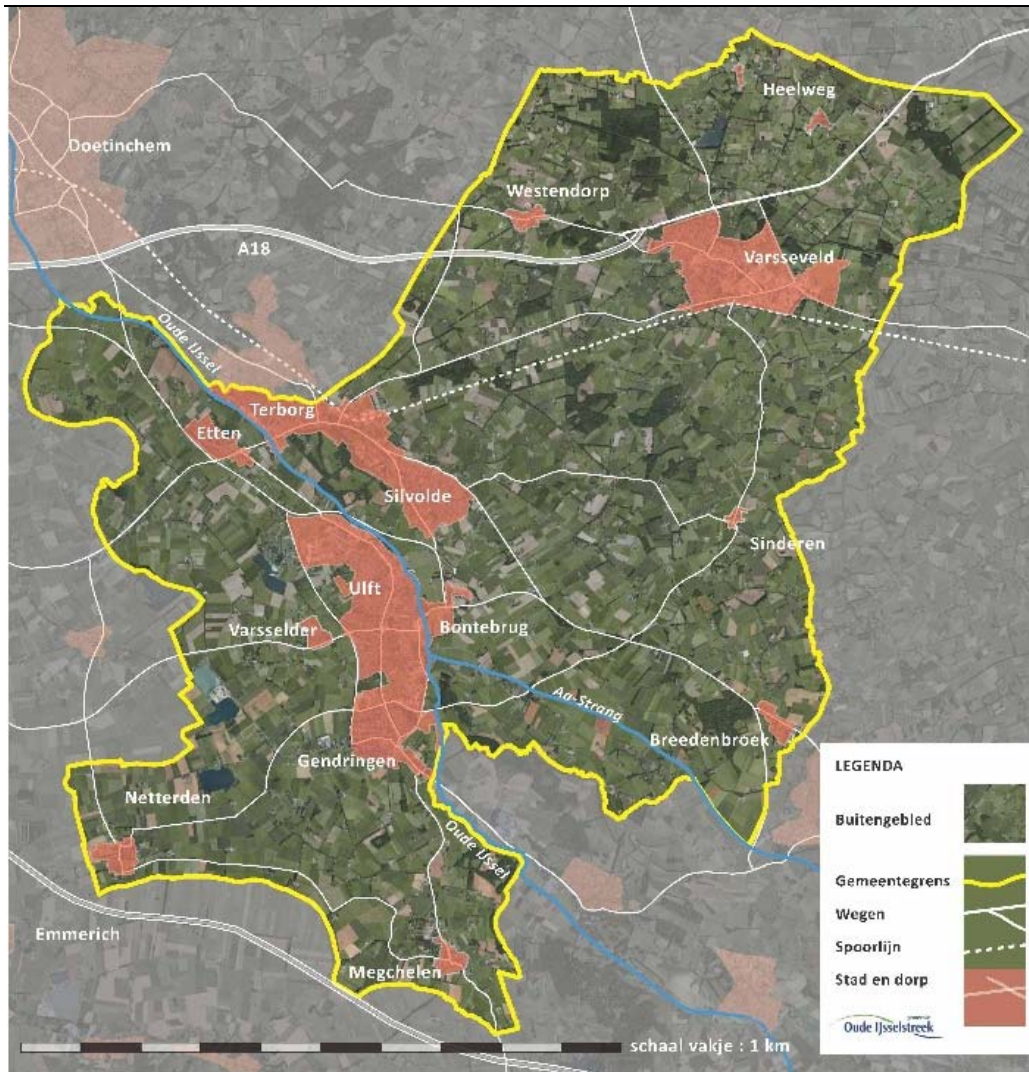 Heelweg
Doetinchem
Westendorp
A18
Varsseveld
Oude IJssel
Terborg
Etten
Silvolde
Sinderen
Ulft
Varsselder
Bontebrug
Aa-Strang
Breedenbroek
Gendringen
Netterden
Oude IJssel
Emmerich
Megchelen
LEGENDA
Buitengebied
Gemeentegrens
Wegen
Spoorlijn
Stad en dorp
Oude IJsselstreek
schaal vakje : 1 km